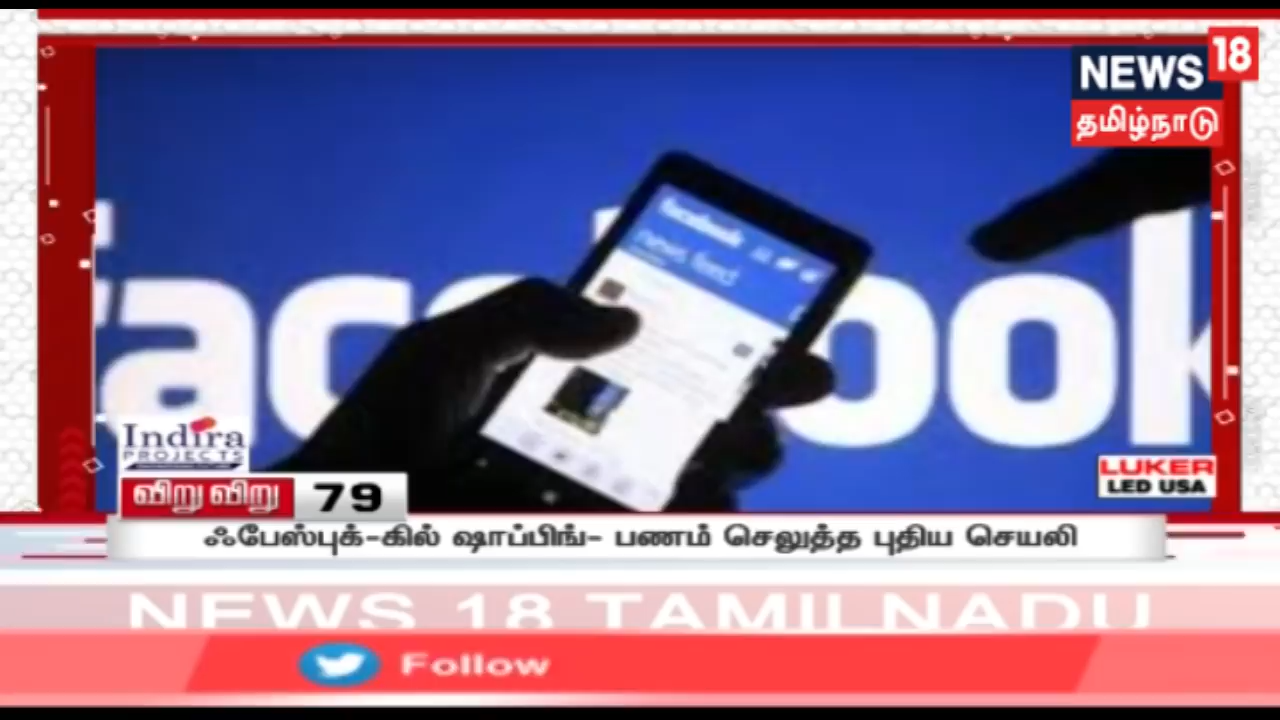 NEWS 18
தமிழ்நாடு
facebook
facebook
news feed
Indira
PROJECTS
விறு விறு 79
LUKER
LED USA
ஃபேஸ்புக்-கில் ஷாப்பிங்- பணம் செலுத்த புதிய செயலி
NEWS 18 TAMILNADU
Follow